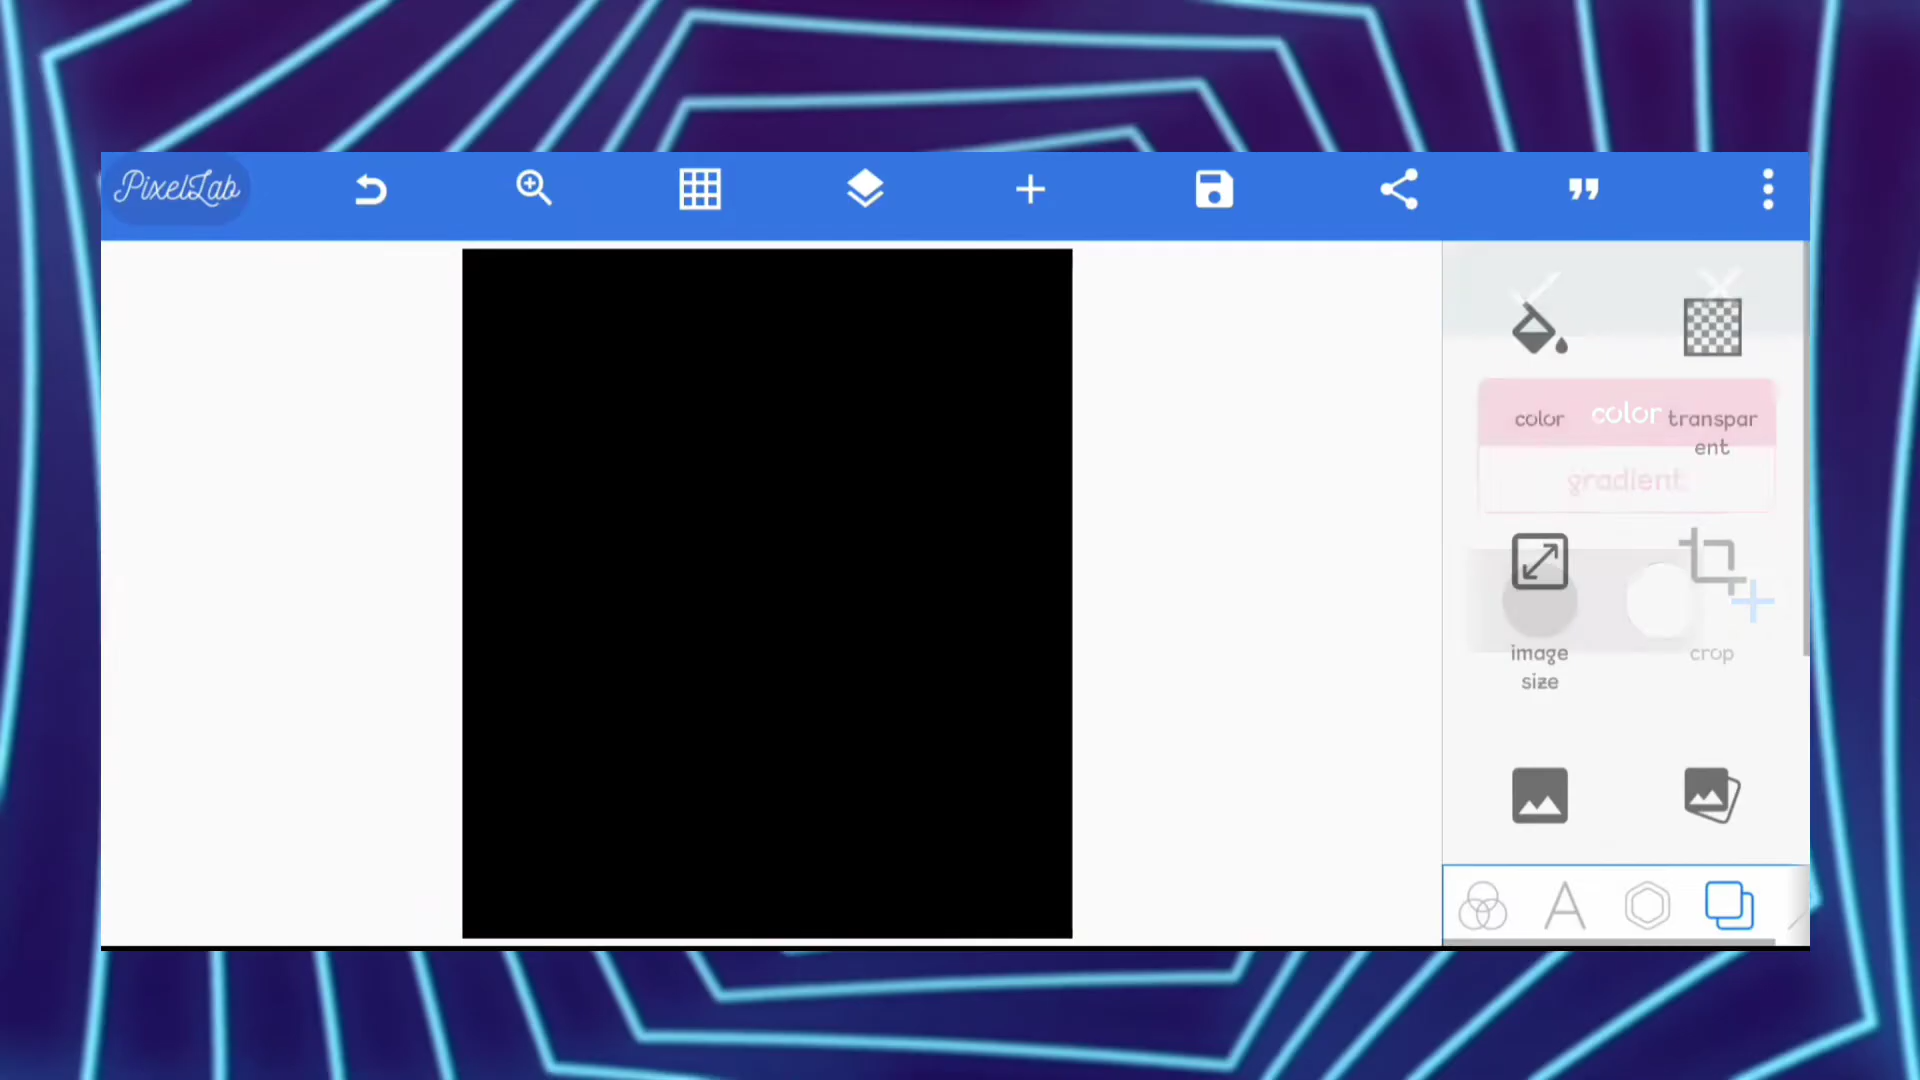 PixelLab
color
color
transpar
ent
gradient
image
size
crop